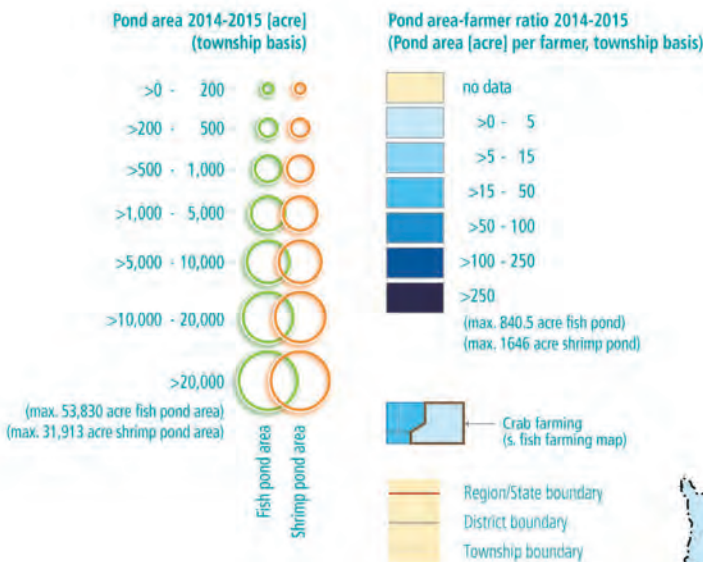 Pond area 2014-2015 [acre]
(township basis)
>0 - 200
>200 - 500
>500 - 1,000
>1,000 - 5,000
>5,000 - 10,000
>10,000 - 20,000
>20,000
(max. 53,830 acre fish pond area)
(max. 31,913 acre shrimp pond area)
Fish pond area
Shrimp pond area
Pond area-farmer ratio 2014-2015
(Pond area [acre] per farmer, township basis)
no data
>0 - 5
>5 - 15
>15 - 50
>50 - 100
>100 - 250
>250
(max. 840.5 acre fish pond)
(max. 1646 acre shrimp pond)
Crab farming
(s. fish farming map)
Region/State boundary
District boundary
Township boundary